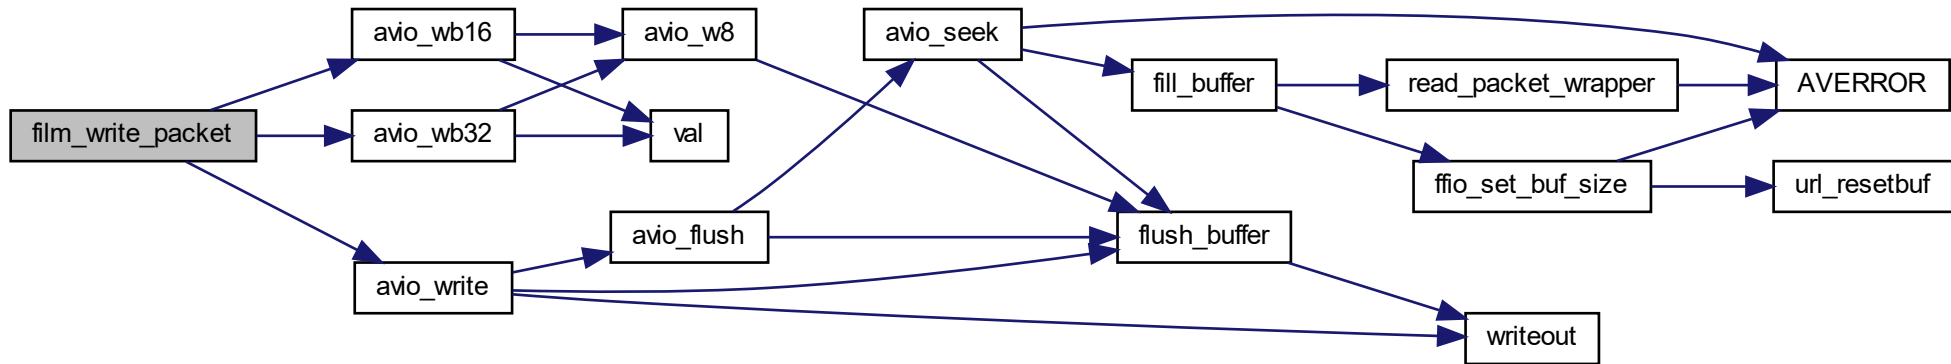 film_write_packet
avio_wb16
avio_wb32
avio_write
avio_w8
val
avio_flush
avio_seek
fill_buffer
flush_buffer
read_packet_wrapper
ffio_set_buf_size
writeout
AVERROR
url_resetbuf